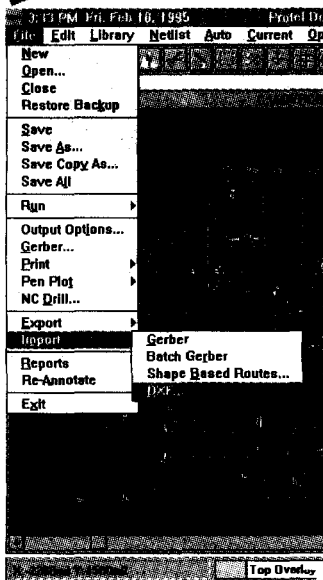 3:13 PM Fri, Feb 10, 1995 Protel
File Edit Library Netlist Auto Current Op
New
Open...
Close
Restore Backup
Save
Save As...
Save Copy As...
Save All
Run
Output Options...
Gerber...
Print
Pen Plot
NC Drill...
Export
Import
Gerber
Batch Gerber
Shape Based Routes...
DXF...
Reports
Re-Annotate
Exit
Top Overlay